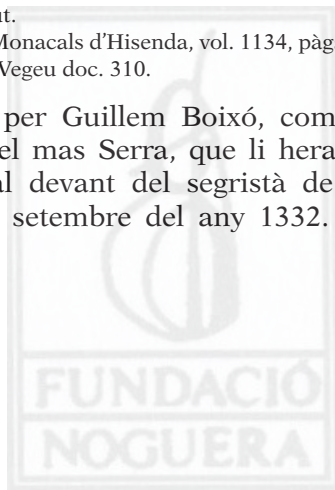 ut.
Monacals d’Hisenda, vol. 1134, pàg
Vegeu doc. 310.
per Guillem Boixó, com
el mas Serra, que li hera
al devant del segristà de
setembre del any 1332.
FUNDACIÓ
NOGUERA